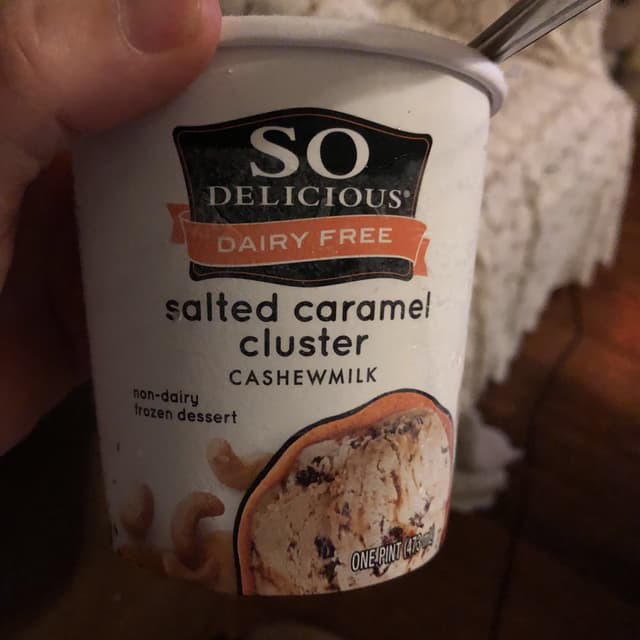 SO
DELICIOUS®
DAIRY FREE
salted caramel
cluster
CASHEWMILK
non-dairy
frozen dessert
ONE PINT